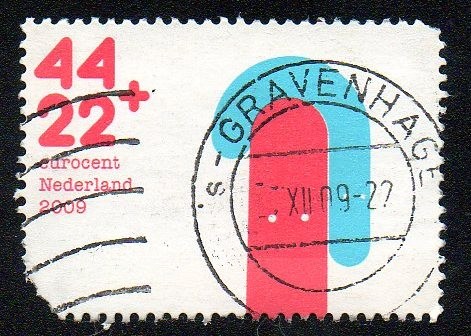 44
22+
eurocent
Nederland
2009
's-GRAVENHAGE
XII 09-22